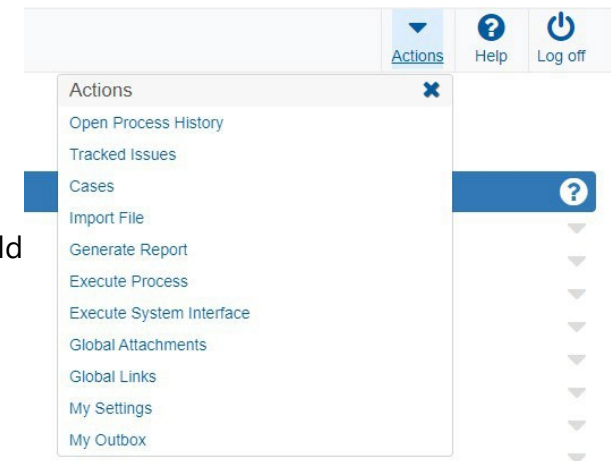 Actions Help Log off
Actions
Open Process History
Tracked Issues
Cases
Import File
ld
Generate Report
Execute Process
Execute System Interface
Global Attachments
Global Links
My Settings
My Outbox